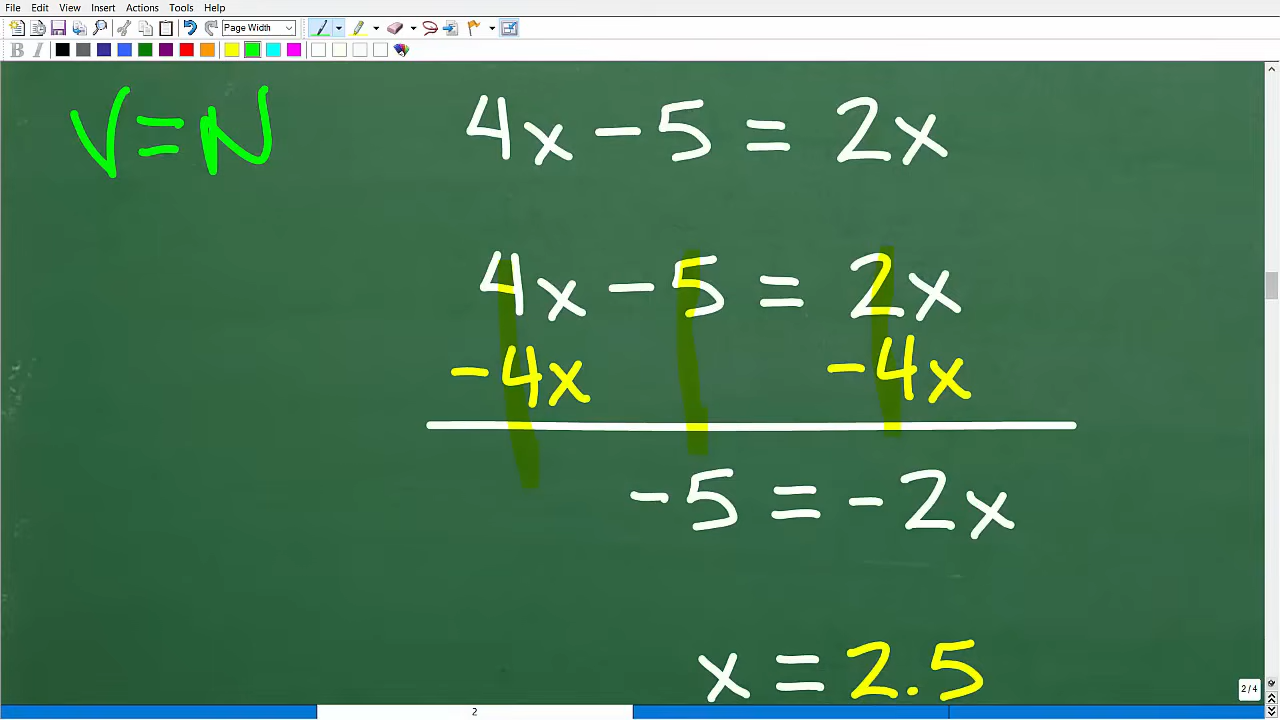 File Edit View Insert Actions Tools Help
Page Width
B I
V=N
4x - 5 = 2x
4x - 5 = 2x
-4x -4x
-5 = -2x
x = 2.5
2/4
2